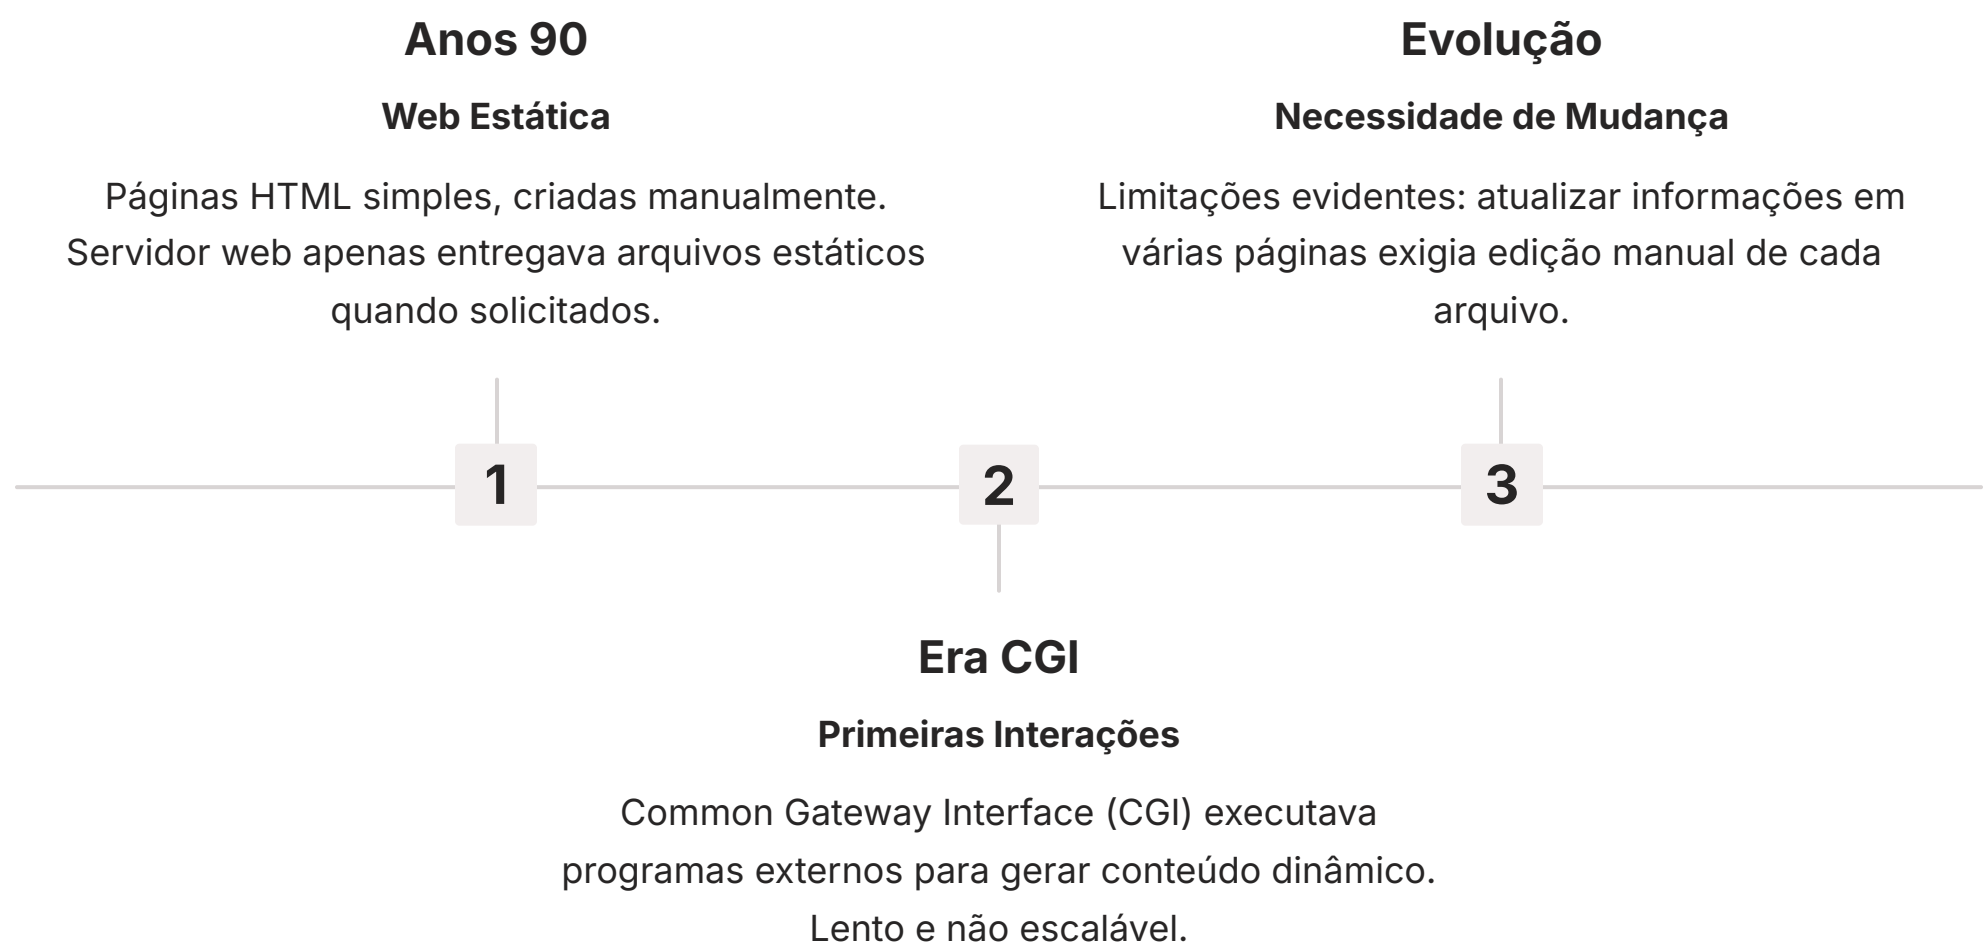 Anos 90
Web Estática
Páginas HTML simples, criadas manualmente.
Servidor web apenas entregava arquivos estáticos
quando solicitados.
Evolução
Necessidade de Mudança
Limitações evidentes: atualizar informações em
várias páginas exigia edição manual de cada
arquivo.
1
2
3
Era CGI
Primeiras Interações
Common Gateway Interface (CGI) executava
programas externos para gerar conteúdo dinâmico.
Lento e não escalável.